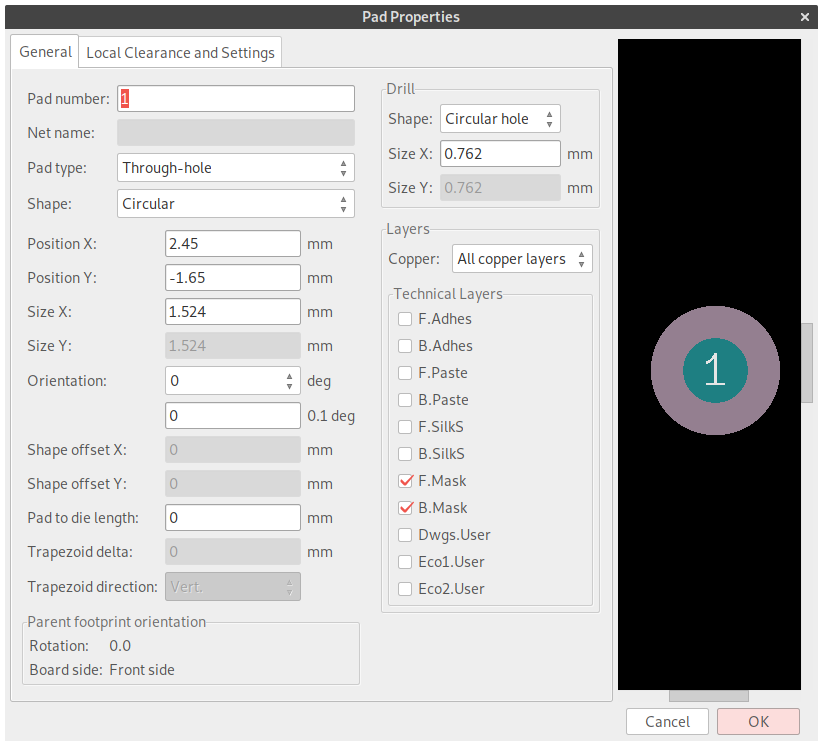 Pad Properties
General
Local Clearance and Settings
Pad number: 1
Net name:
Pad type: Through-hole
Shape: Circular
Position X: 2.45 mm
Position Y: -1.65 mm
Size X: 1.524 mm
Size Y: 1.524 mm
Orientation: 0 deg
0 0.1 deg
Shape offset X: 0 mm
Shape offset Y: 0 mm
Pad to die length: 0 mm
Trapezoid delta: 0 mm
Trapezoid direction: Vert.
Parent footprint orientation
Rotation: 0.0
Board side: Front side
Drill
Shape: Circular hole
Size X: 0.762 mm
Size Y: 0.762 mm
Layers
Copper: All copper layers
Technical Layers
F.Adhes
B.Adhes
F.Paste
B.Paste
F.SilkS
B.SilkS
F.Mask
B.Mask
Dwgs.User
Eco1.User
Eco2.User
1
Cancel
OK